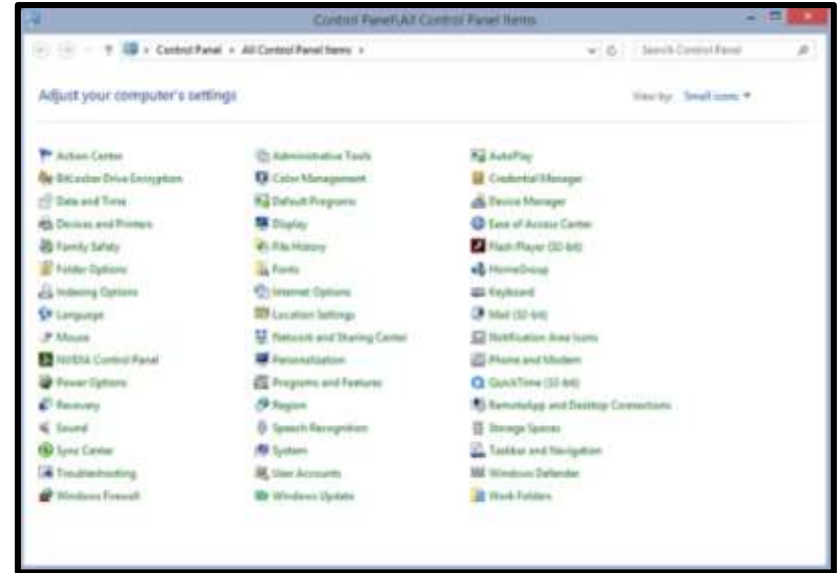 Control Panel\All Control Panel Items
Control Panel All Control Panel Items Search Control Panel
Adjust your computer's settings View by: Small icons
Action Center Administrative Tools AutoPlay
BitLocker Drive Encryption Color Management Credential Manager
Date and Time Default Programs Device Manager
Devices and Printers Display Ease of Access Center
Family Safety File History Flash Player (32-bit)
Folder Options Fonts HomeGroup
Indexing Options Internet Options Keyboard
Language Location Settings Mail (32-bit)
Mouse Network and Sharing Center Notification Area Icons
NVIDIA Control Panel Personalization Phone and Modem
Power Options Programs and Features QuickTime (32-bit)
Recovery Region RemoteApp and Desktop Connections
Sound Speech Recognition Storage Spaces
Sync Center System Taskbar and Navigation
Troubleshooting User Accounts Windows Defender
Windows Firewall Windows Update Work Folders